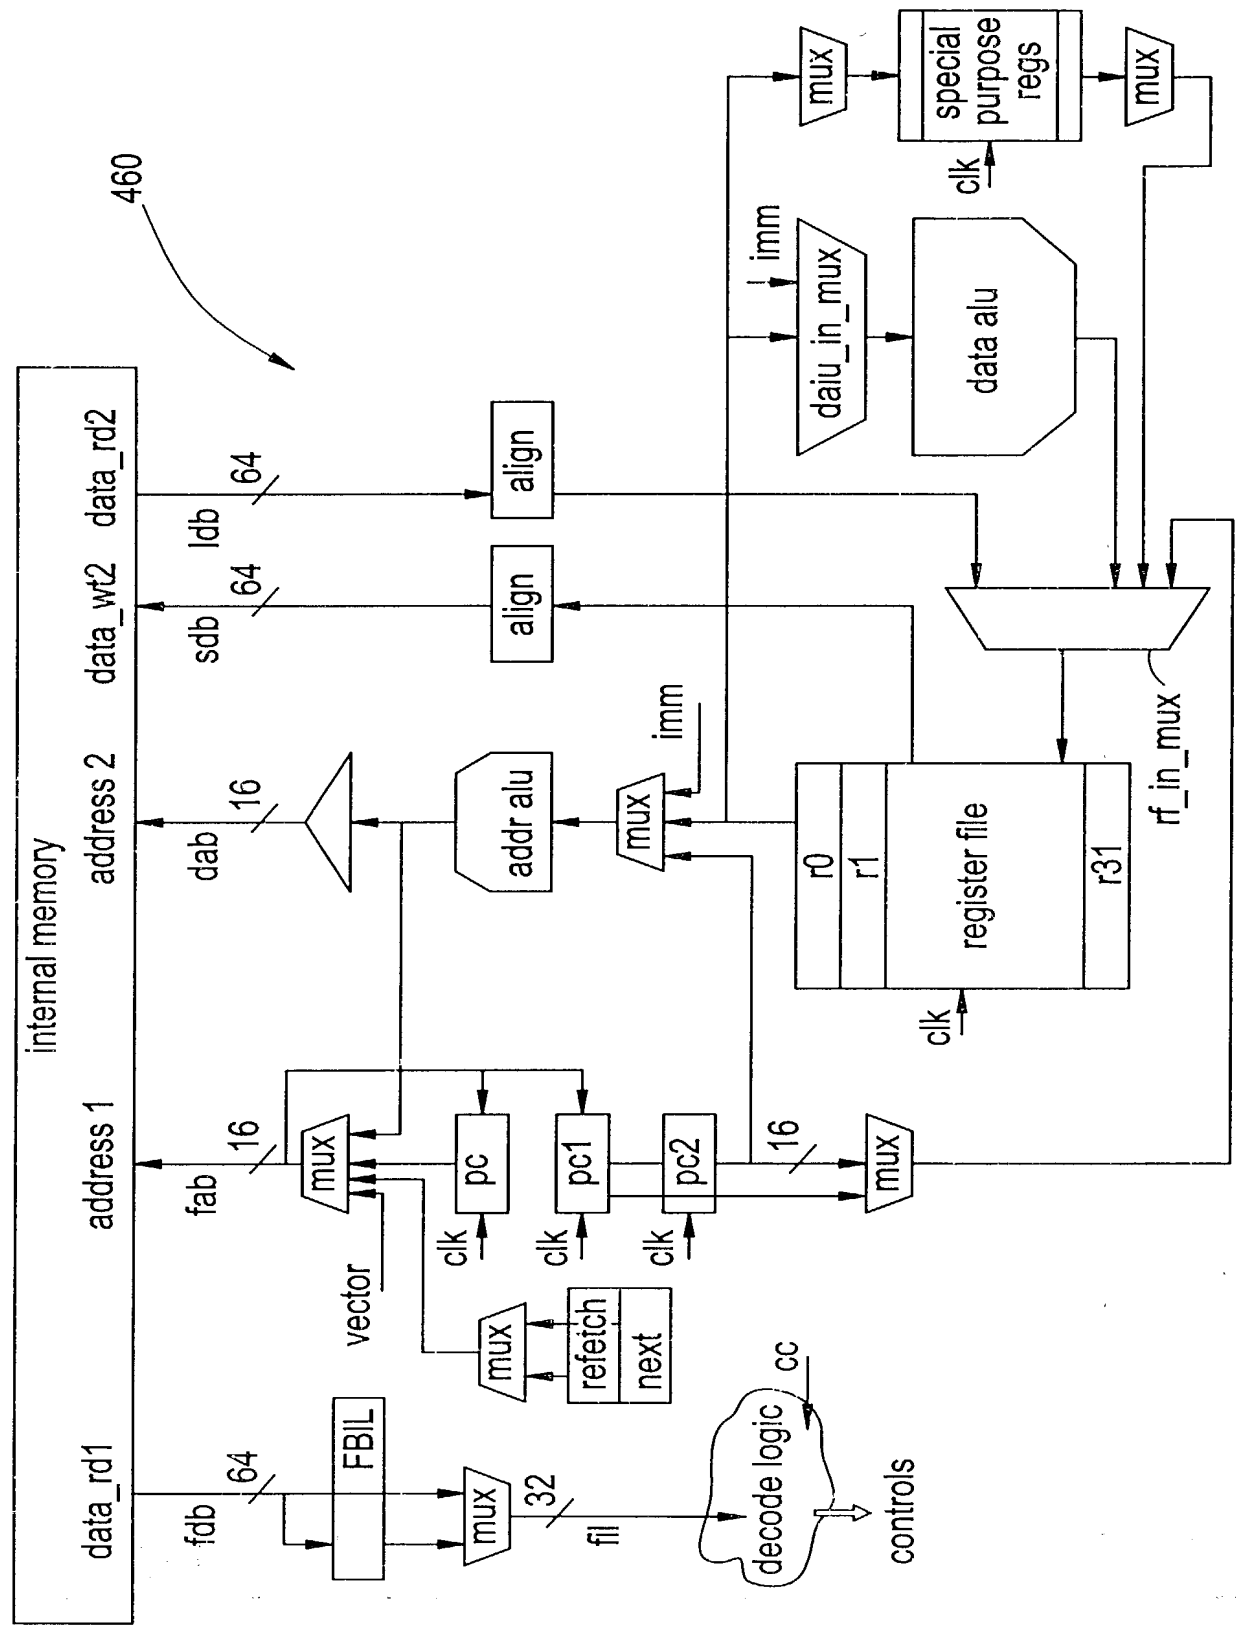 460
internal memory
data_rd1
address 1
address 2
data_wt2
data_rd2
fdb
64
fab
16
dab
16
sdb
64
ldb
64
FBIL
mux
vector
mux
align
align
mux
32
fil
mux
refetch
next
clk
pc
clk
pc1
clk
pc2
addr alu
mux
imm
16
mux
decode logic
cc
controls
r0
r1
register file
r31
clk
rf_in_mux
imm
daiu_in_mux
data alu
mux
special
purpose
regs
clk
mux